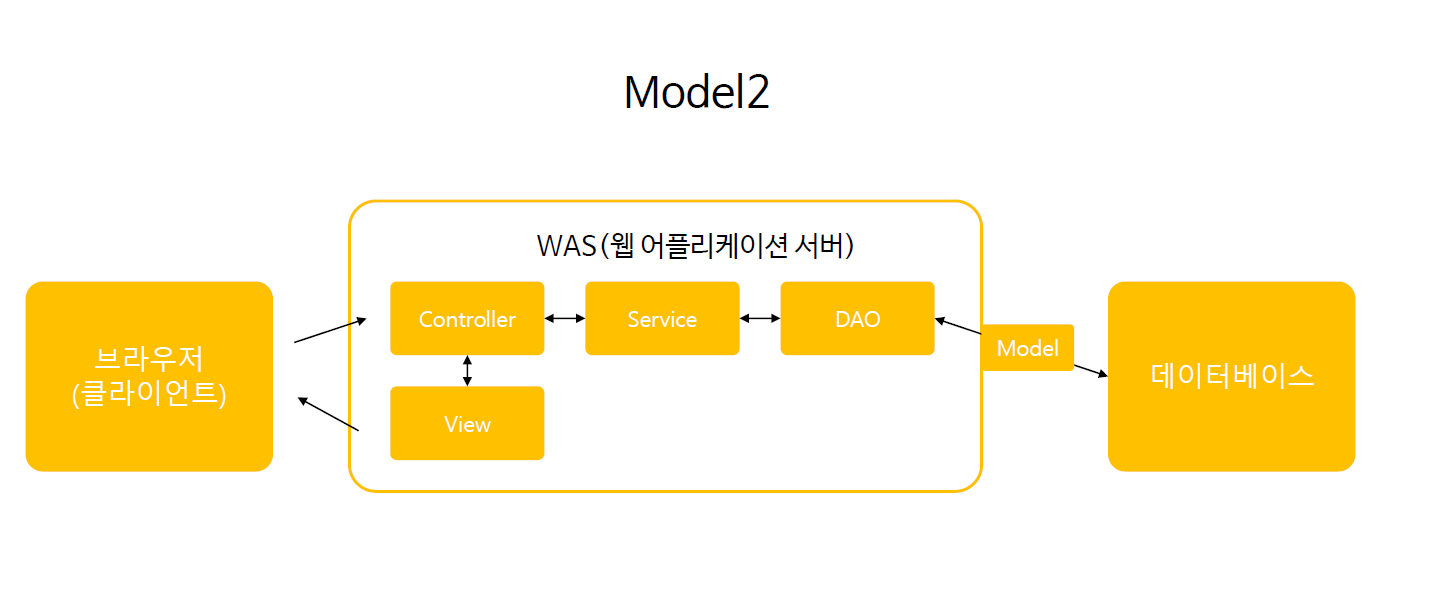 Model2
WAS(웹 어플리케이션 서버)
브라우저
(클라이언트)
Controller
Service
DAO
Model
데이터베이스
View